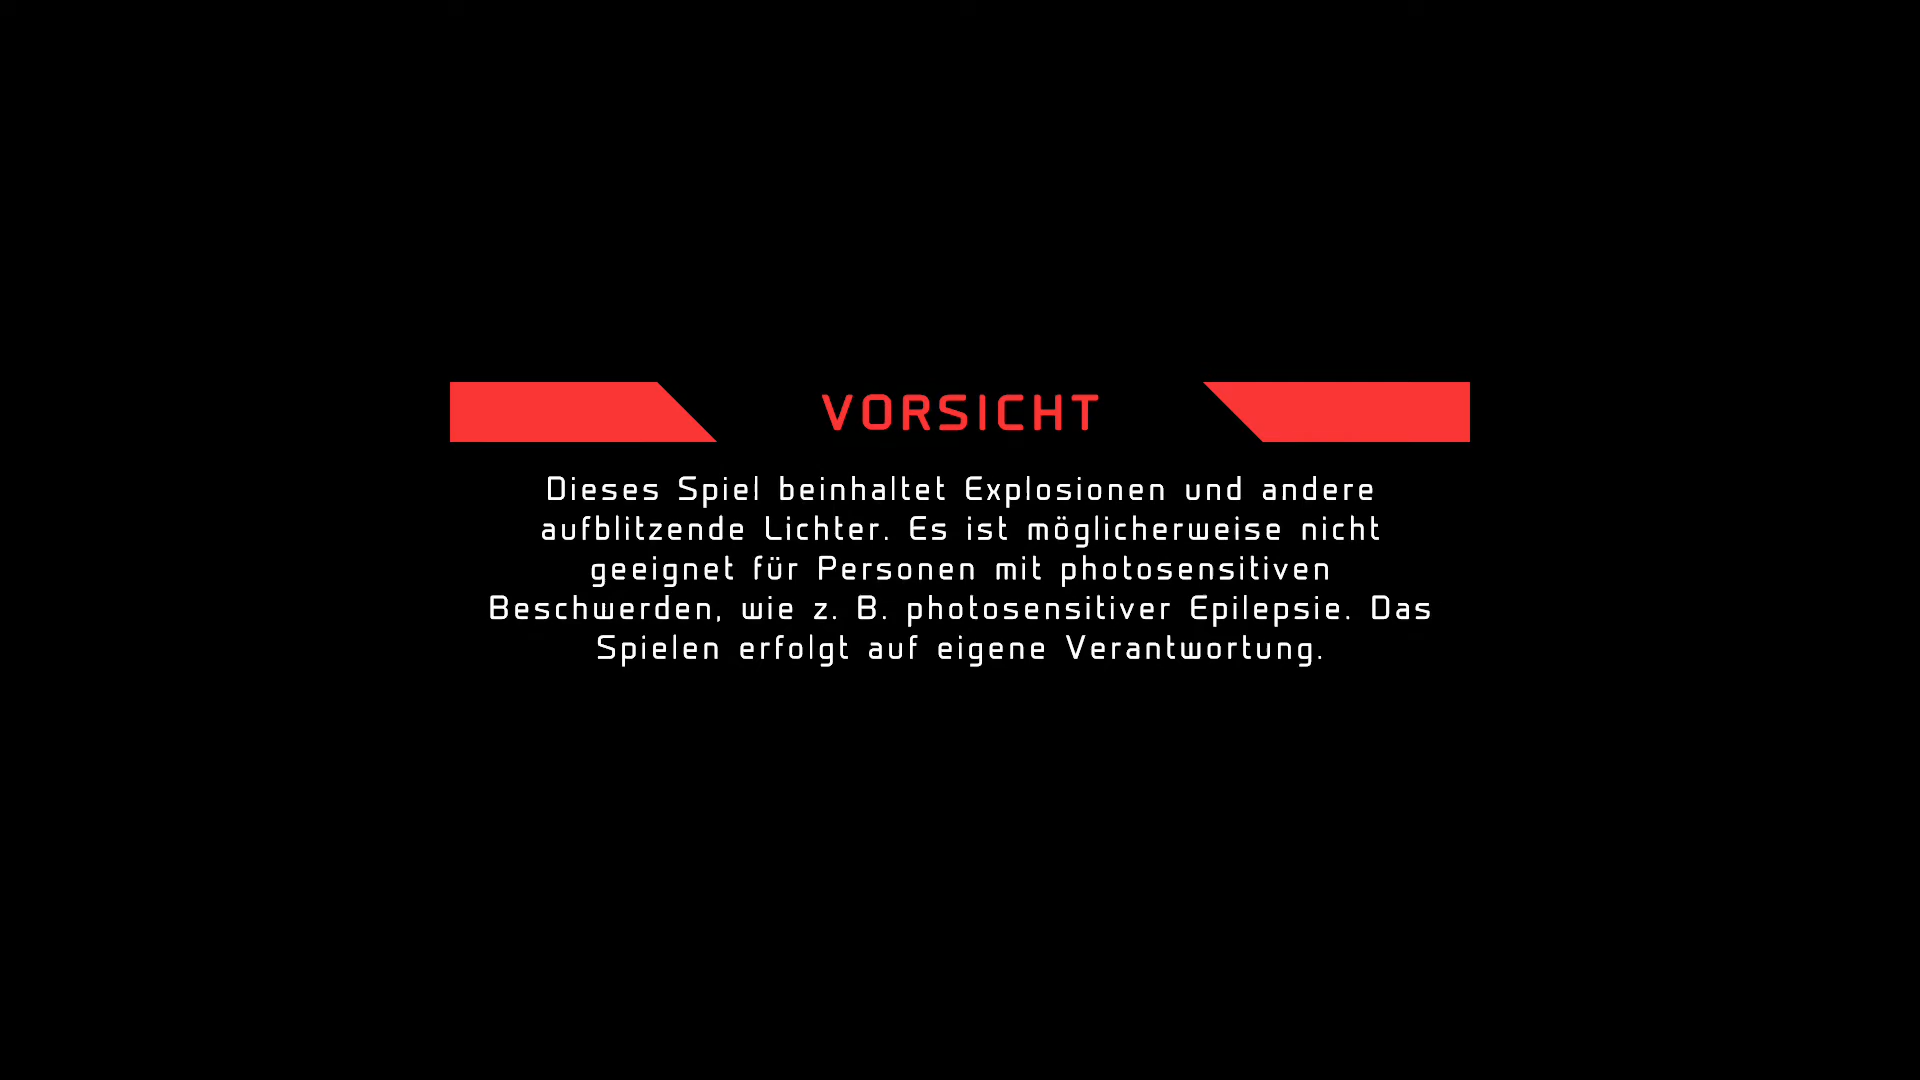 VORSICHT
Dieses Spiel beinhaltet Explosionen und andere
aufblitzende Lichter. Es ist möglicherweise nicht
geeignet für Personen mit photosensitiven
Beschwerden, wie z. B. photosensitiver Epilepsie. Das
Spielen erfolgt auf eigene Verantwortung.